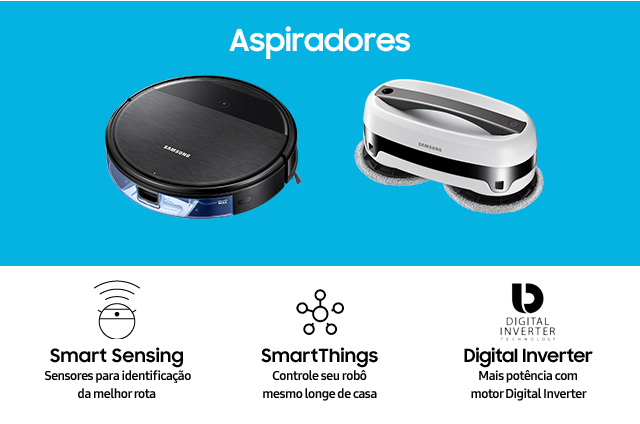 Aspiradores
SAMSUNG
SAMSUNG
Smart Sensing
Sensores para identificação
da melhor rota
SmartThings
Controle seu robô
mesmo longe de casa
DIGITAL
INVERTER
TECHNOLOGY
Digital Inverter
Mais potência com
motor Digital Inverter